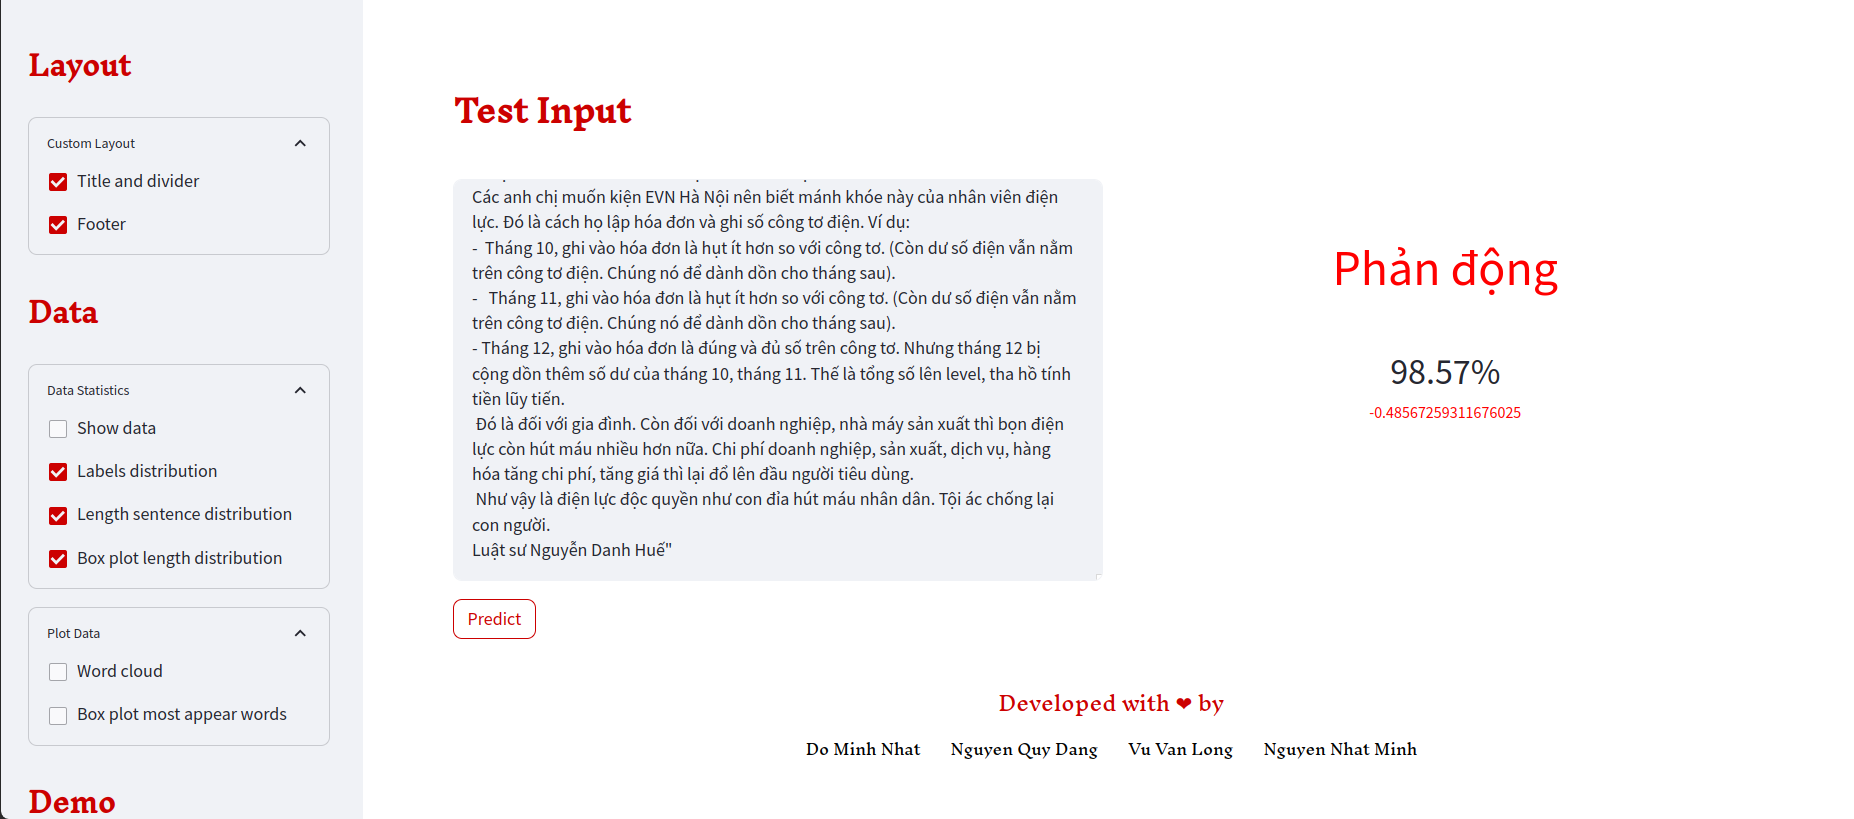 Layout
Custom Layout
Title and divider
Footer
Data
Data Statistics
Show data
Labels distribution
Length sentence distribution
Box plot length distribution
Plot Data
Word cloud
Box plot most appear words
Demo
Test Input
Các anh chị muốn kiện EVN Hà Nội nên biết mánh khóe này của nhân viên điện
lực. Đó là cách họ lập hóa đơn và ghi số công tơ điện. Ví dụ:
- Tháng 10, ghi vào hóa đơn là hụt ít hơn so với công tơ. (Còn dư số điện vẫn nằm
trên công tơ điện. Chúng nó để dành dồn cho tháng sau).
- Tháng 11, ghi vào hóa đơn là hụt ít hơn so với công tơ. (Còn dư số điện vẫn nằm
trên công tơ điện. Chúng nó để dành dồn cho tháng sau).
- Tháng 12, ghi vào hóa đơn là đúng và đủ số trên công tơ. Nhưng tháng 12 bị
cộng dồn thêm số dư của tháng 10, tháng 11. Thế là tổng số lên level, tha hồ tính
tiền lũy tiến.
Đó là đối với gia đình. Còn đối với doanh nghiệp, nhà máy sản xuất thì bọn điện
lực còn hút máu nhiều hơn nữa. Chi phí doanh nghiệp, sản xuất, dịch vụ, hàng
hóa tăng chi phí, tăng giá thì lại đổ lên đầu người tiêu dùng.
Như vậy là điện lực độc quyền như con đỉa hút máu nhân dân. Tội ác chống lại
con người.
Luật sư Nguyễn Danh Huế"
Predict
Phản động
98.57%
-0.48567259311676025
Developed with ❤ by
Do Minh Nhat Nguyen Quy Dang Vu Van Long Nguyen Nhat Minh